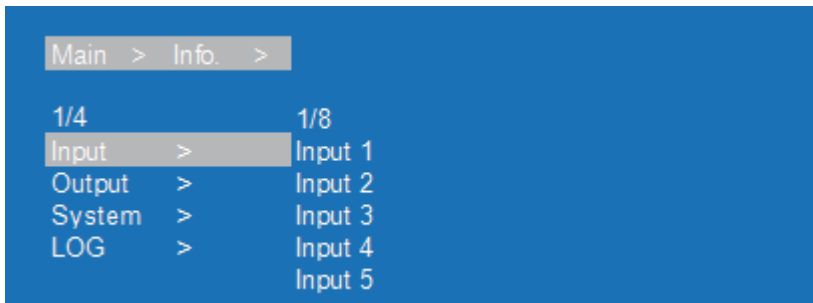 Main > Info. >
1/4 1/8
Input > Input 1
Output > Input 2
System > Input 3
LOG > Input 4
Input 5